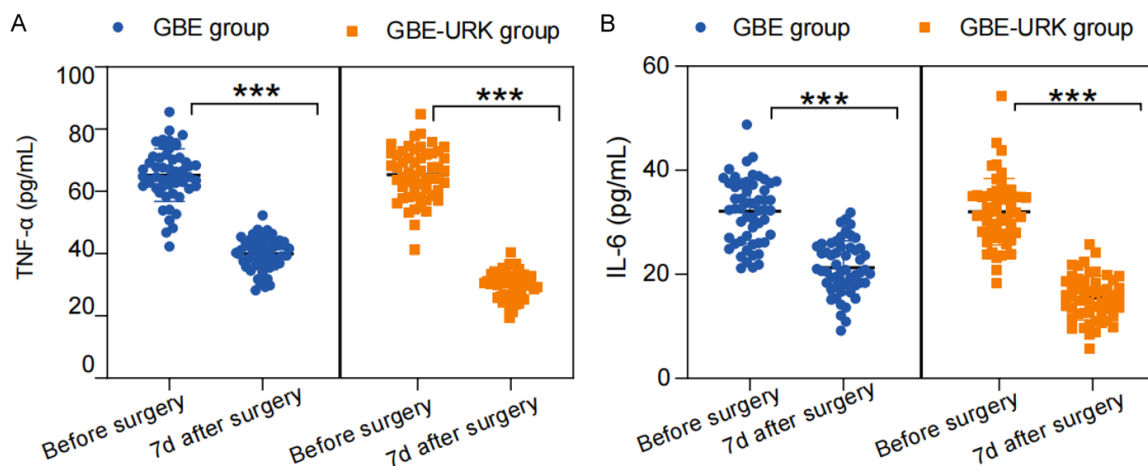 A
GBE group
GBE-URK group
TNF-α (pg/mL)
100
80
60
40
20
0
***
***
Before surgery
7d after surgery
Before surgery
7d after surgery
B
GBE group
GBE-URK group
IL-6 (pg/mL)
60
40
20
0
***
***
Before surgery
7d after surgery
Before surgery
7d after surgery